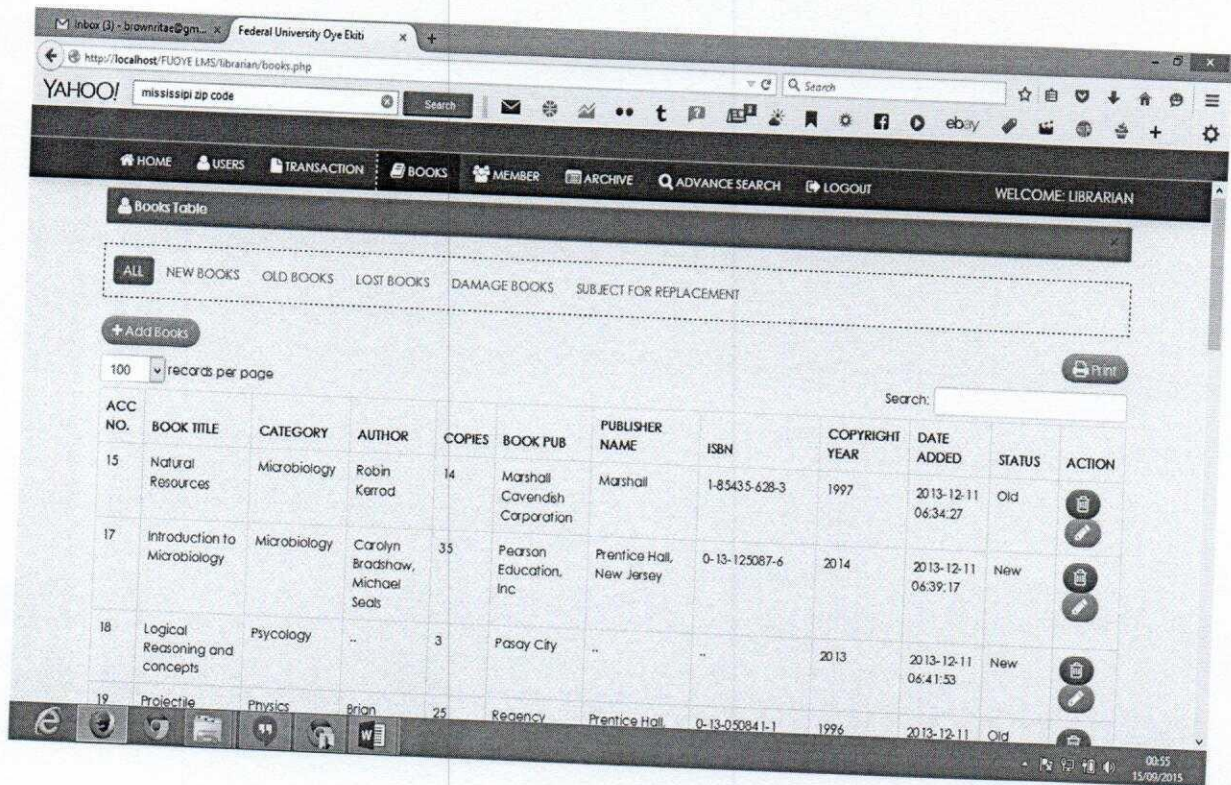 Inbox (3) - brownritae@gm... × Federal University Oye Ekiti × +
http://localhost/FUOYE LMS/librarian/books.php Search
YAHOO! mississipi zip code Search ebay
HOME USERS TRANSACTION BOOKS MEMBER ARCHIVE ADVANCE SEARCH LOGOUT WELCOME: LIBRARIAN
Books Table ×
ALL NEW BOOKS OLD BOOKS LOST BOOKS DAMAGE BOOKS SUBJECT FOR REPLACEMENT
+ Add Books
Print
100 records per page
Search:
ACC NO. BOOK TITLE CATEGORY AUTHOR COPIES BOOK PUB PUBLISHER NAME ISBN COPYRIGHT YEAR DATE ADDED STATUS ACTION
15 Natural Resources Microbiology Robin Kerrod 14 Marshall Cavendish Corporation Marshall 1-85435-628-3 1997 2013-12-11 06:34:27 Old
17 Introduction to Microbiology Microbiology Carolyn Bradshaw, Michael Seals 35 Pearson Education, Inc Prentice Hall, New Jersey 0-13-125087-6 2014 2013-12-11 06:39:17 New
18 Logical Reasoning and concepts Psycology .. 3 Pasay City .. .. 2013 2013-12-11 06:41:53 New
19 Projectile Physics Brian 25 Regency Prentice Hall, 0-13-050841-1 1996 2013-12-11 Old
00:55
15/09/2015